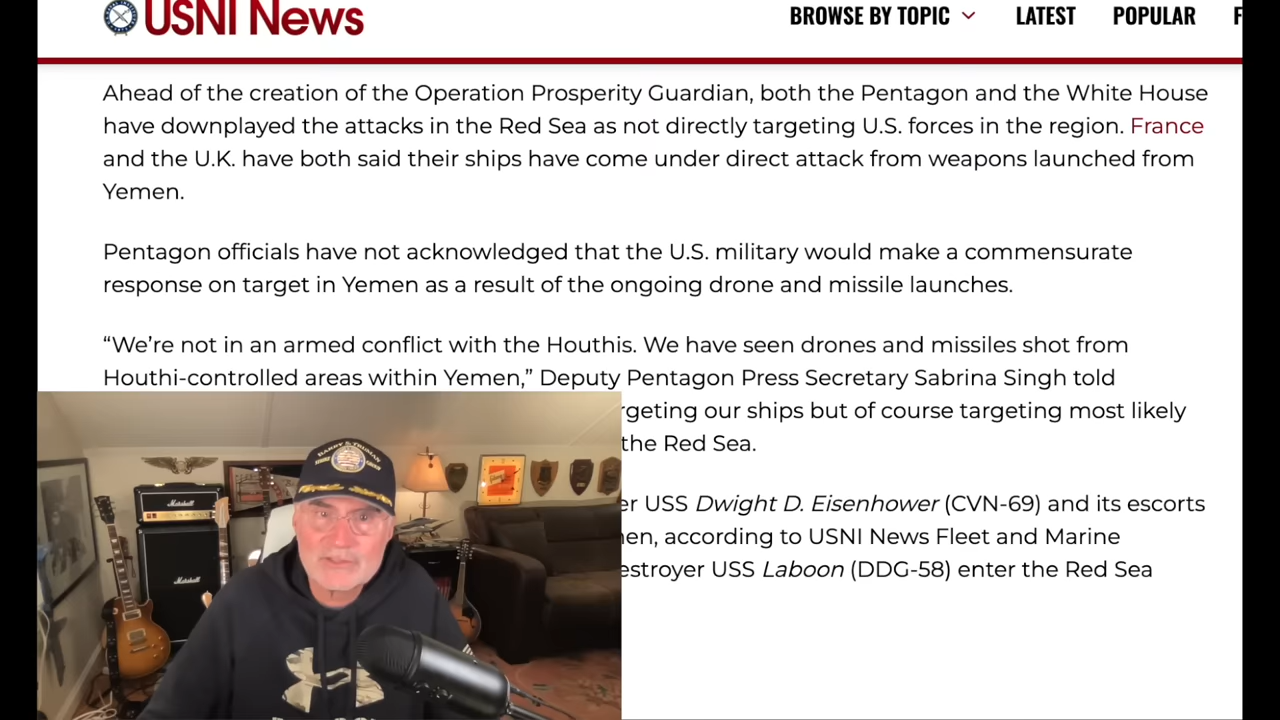 USNI News
BROWSE BY TOPIC
LATEST
POPULAR
Ahead of the creation of the Operation Prosperity Guardian, both the Pentagon and the White House
have downplayed the attacks in the Red Sea as not directly targeting U.S. forces in the region. France
and the U.K. have both said their ships have come under direct attack from weapons launched from
Yemen.
Pentagon officials have not acknowledged that the U.S. military would make a commensurate
response on target in Yemen as a result of the ongoing drone and missile launches.
“We’re not in an armed conflict with the Houthis. We have seen drones and missiles shot from
Houthi-controlled areas within Yemen,” Deputy Pentagon Press Secretary Sabrina Singh told
our ships but of course targeting most likely
the Red Sea.
USS Dwight D. Eisenhower (CVN-69) and its escorts
according to USNI News Fleet and Marine
USS Laboon (DDG-58) enter the Red Sea
HARRY S TRUMAN
Marshall
Marshall